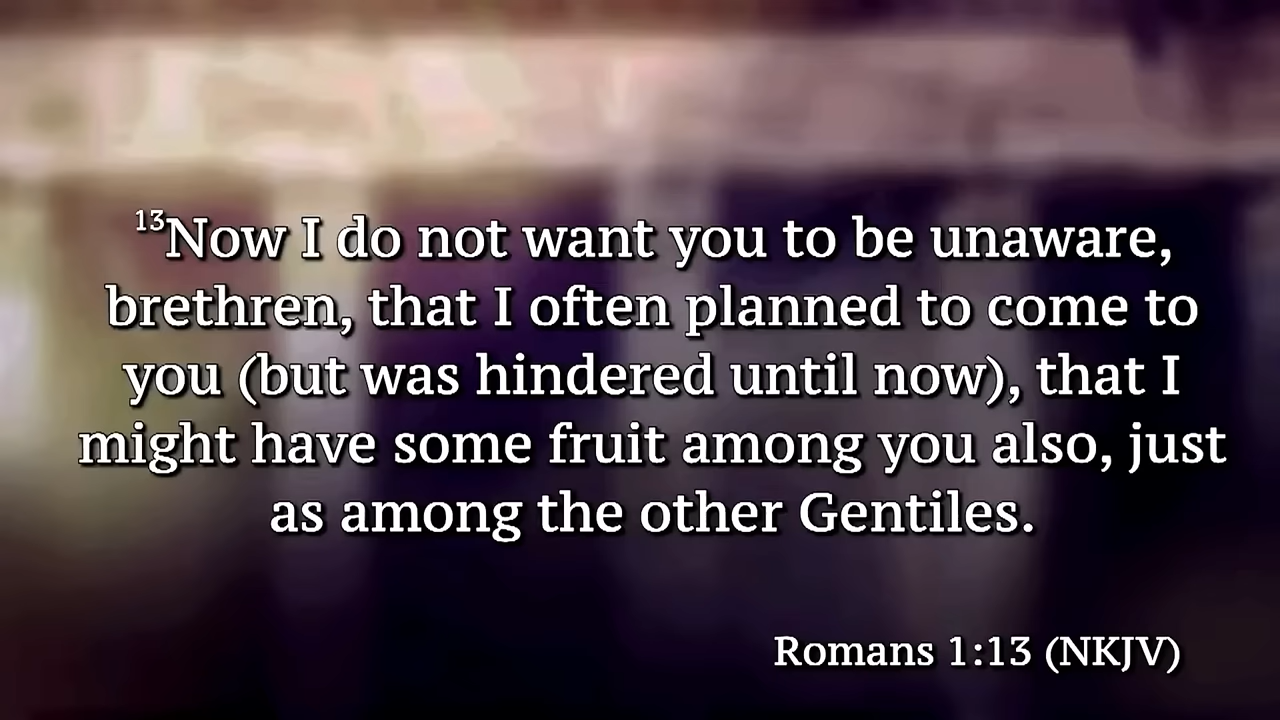 13Now I do not want you to be unaware,
brethren, that I often planned to come to
you (but was hindered until now), that I
might have some fruit among you also, just
as among the other Gentiles.
Romans 1:13 (NKJV)